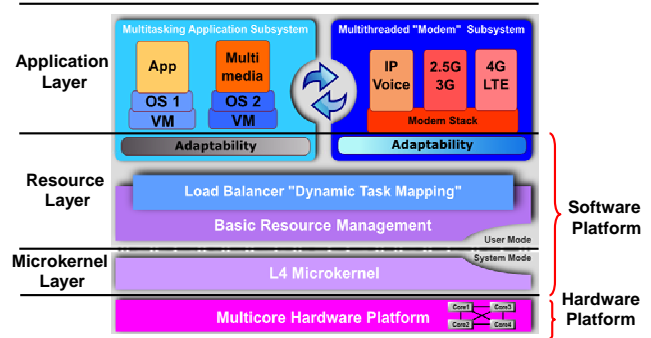 Multitasking Application Subsystem
Multithreaded "Modem" Subsystem
Application
Layer
App
Multi
media
OS 1
OS 2
VM
VM
IP
Voice
2.5G
3G
4G
LTE
Modem Stack
Adaptability
Adaptability
Resource
Layer
Load Balancer "Dynamic Task Mapping"
Basic Resource Management
User Mode
Software
Platform
Microkernel
Layer
System Mode
L4 Microkernel
Hardware
Platform
Multicore Hardware Platform
Core1
Core3
Core2
Core4